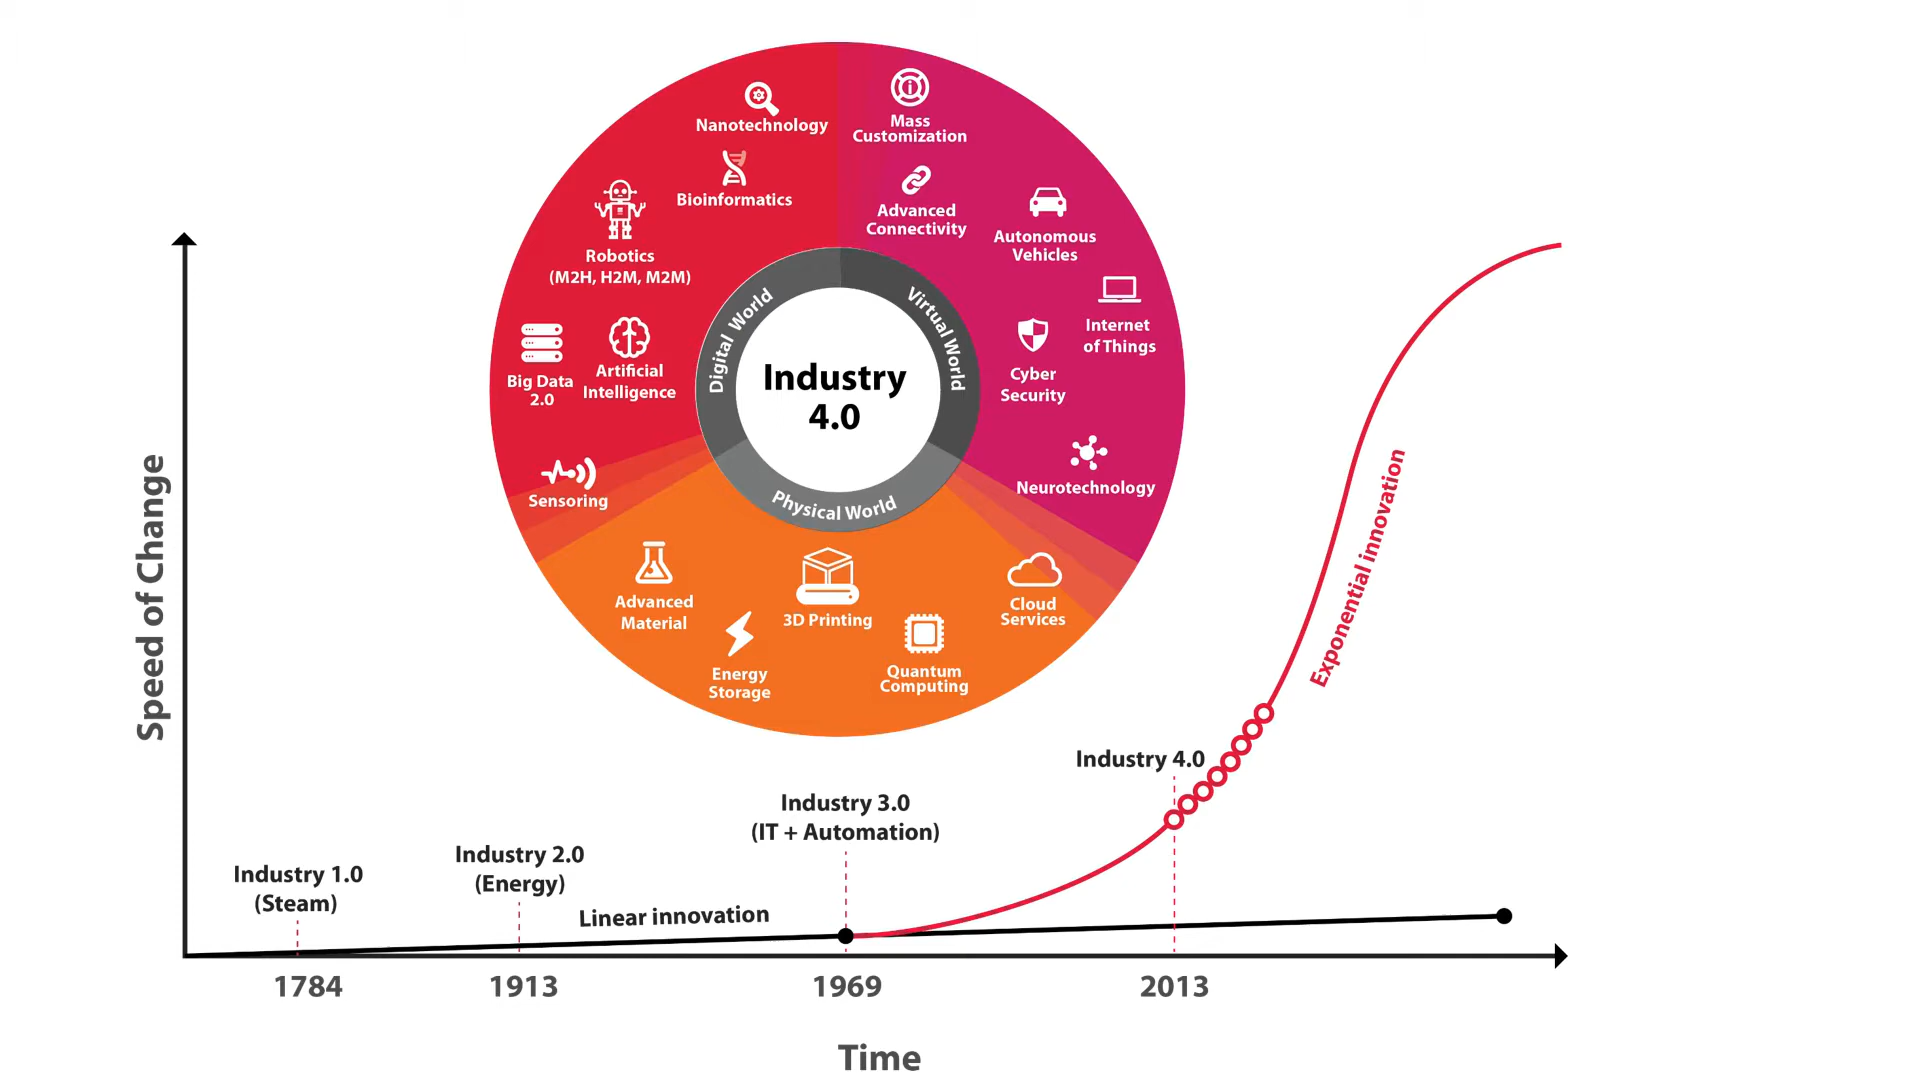 Nanotechnology
Bioinformatics
Robotics
(M2H, H2M, M2M)
Big Data
2.0
Artificial
Intelligence
Sensoring
Mass
Customization
Advanced
Connectivity
Autonomous
Vehicles
Internet
of Things
Cyber
Security
Neurotechnology
Digital World
Virtual World
Physical World
Industry
4.0
Advanced
Material
Energy
Storage
3D Printing
Quantum
Computing
Cloud
Services
Speed of Change
Exponential innovation
Industry 4.0
Industry 3.0
(IT + Automation)
Industry 2.0
(Energy)
Industry 1.0
(Steam)
Linear innovation
1784
1913
1969
2013
Time